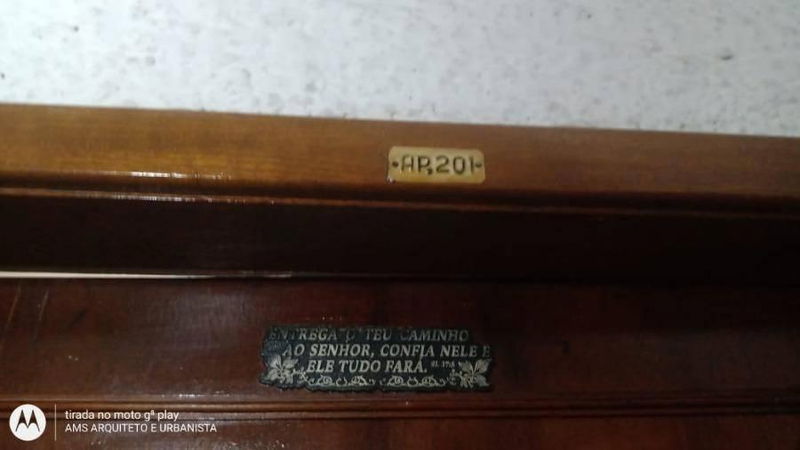 AP.201
ENTREGA O TEU CAMINHO
AO SENHOR, CONFIA NELE E
ELE TUDO FARÁ.
tirada no moto gᵍ play
AMS ARQUITETO E URBANISTA